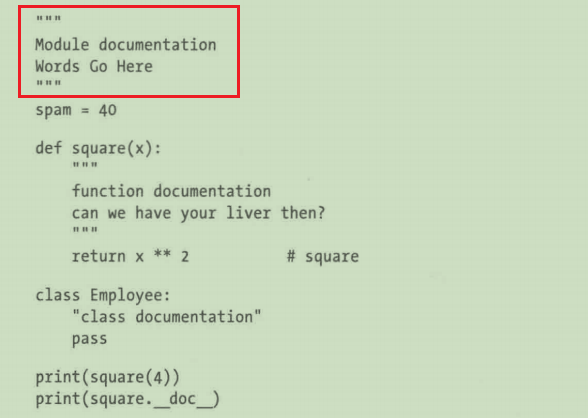 """
Module documentation
Words Go Here
"""
spam = 40
def square(x):
    """
    function documentation
    can we have your liver then?
    """
    return x ** 2          # square
class Employee:
    "class documentation"
    pass
print(square(4))
print(square.__doc__)